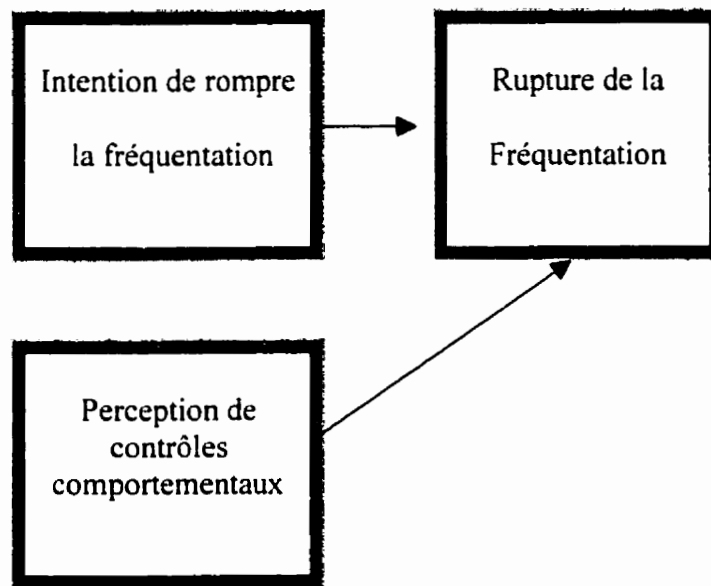 Intention de rompre
la fréquentation
Rupture de la
Fréquentation
Perception de
contrôles
comportementaux